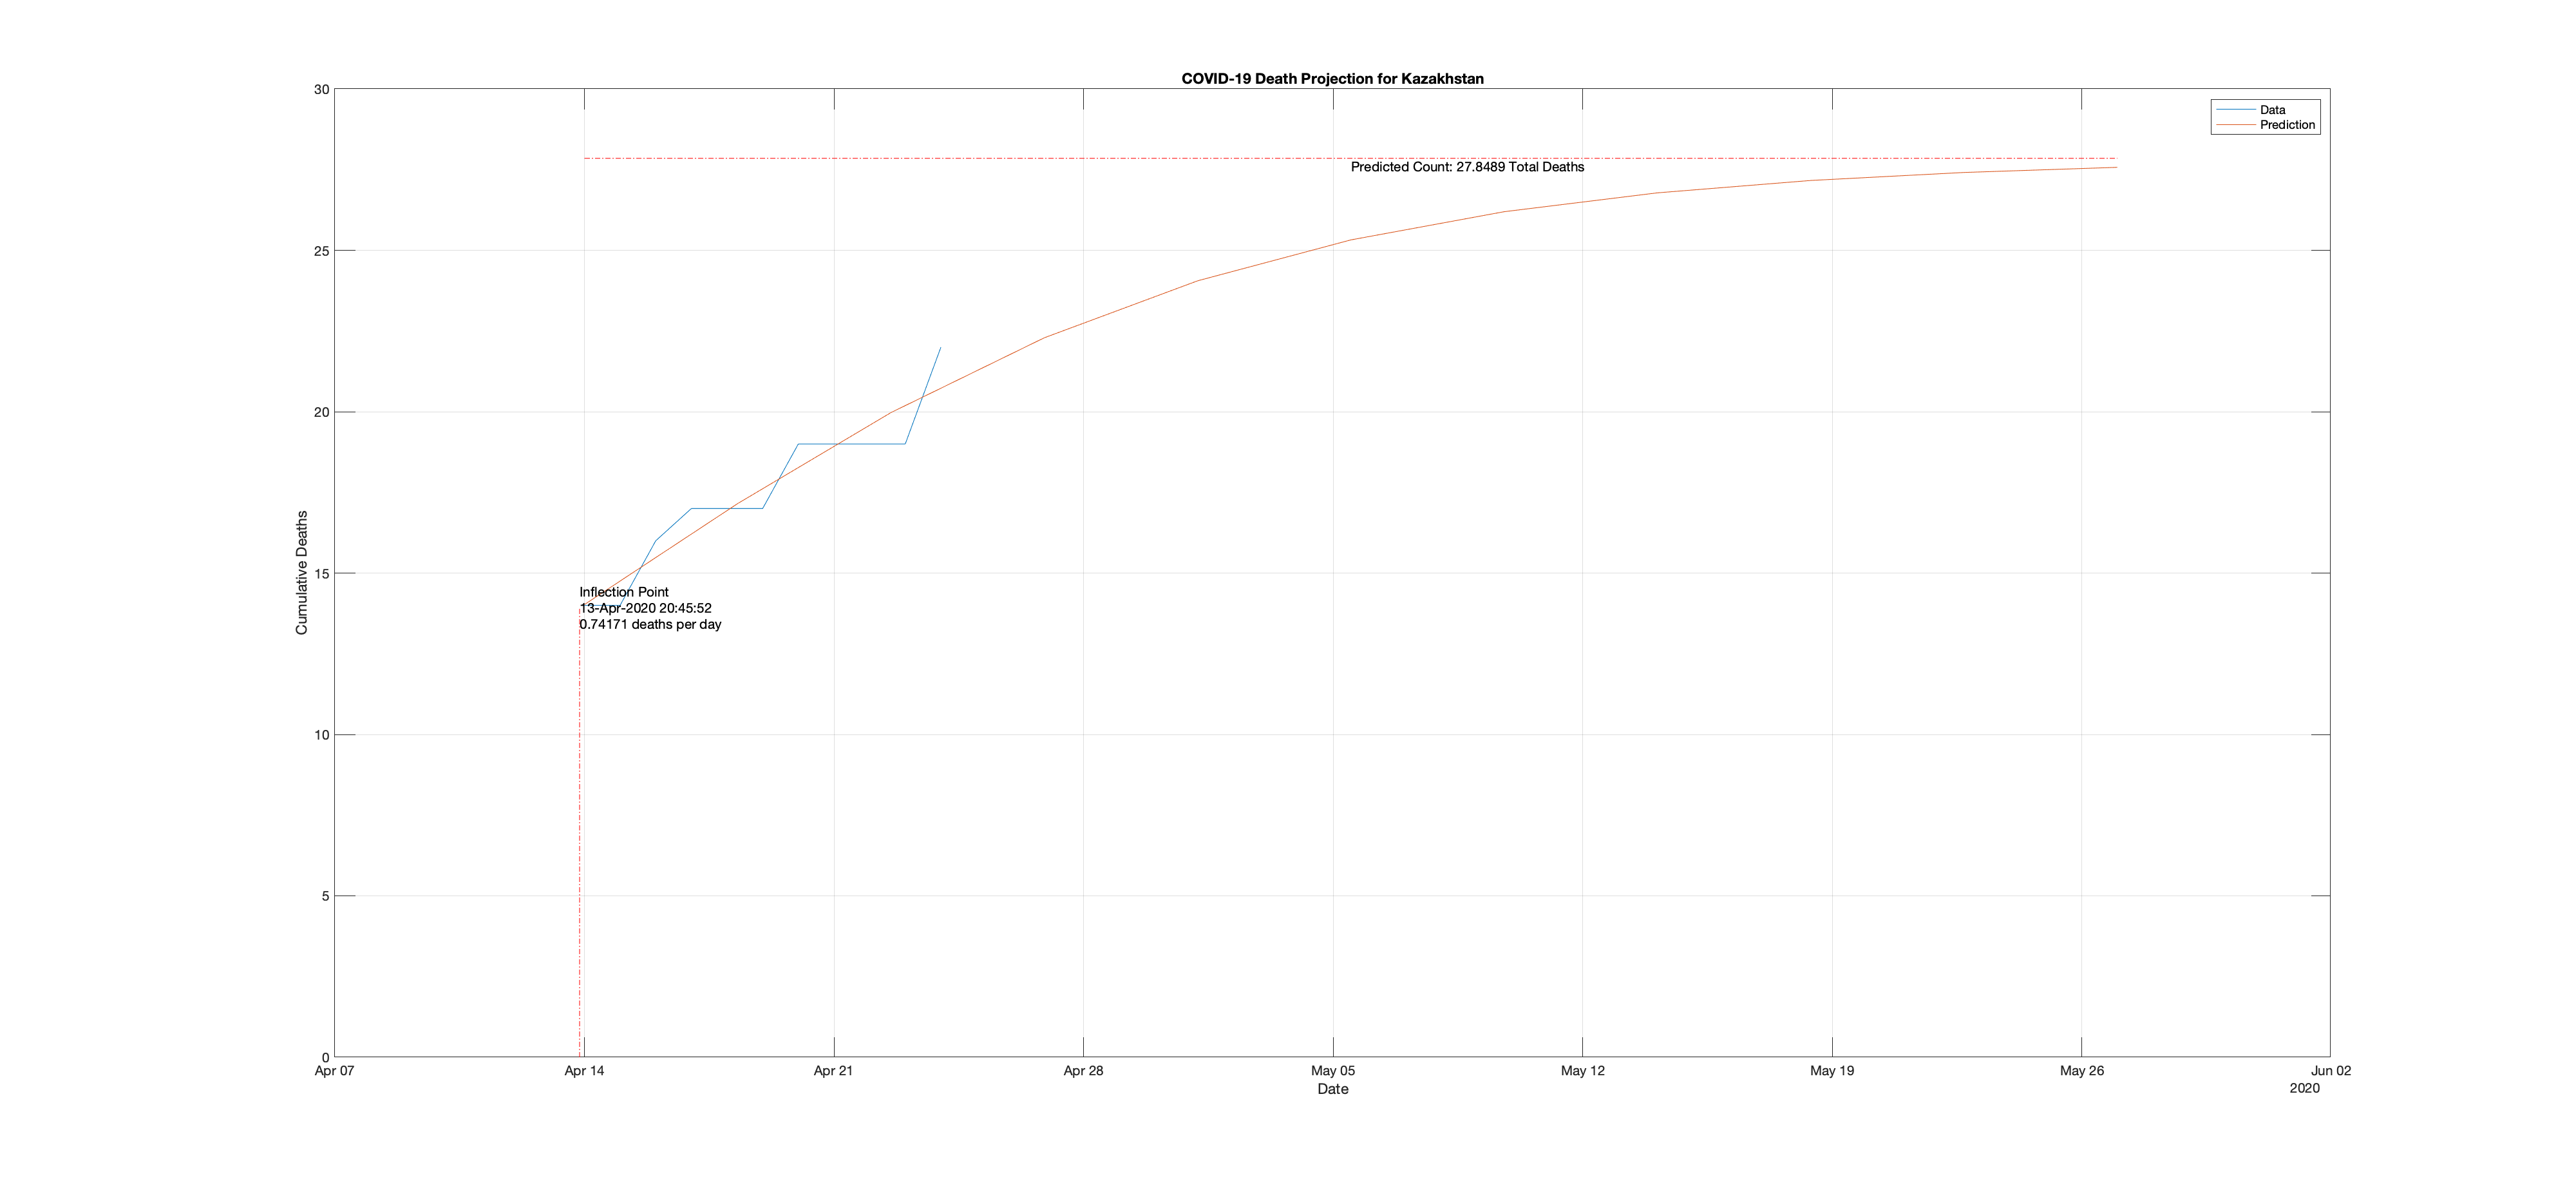 COVID-19 Death Projection for Kazakhstan
30
25
20
15
10
5
0
Cumulative Deaths
Data
Prediction
Predicted Count: 27.8489 Total Deaths
Inflection Point
13-Apr-2020 20:45:52
0.74171 deaths per day
Apr 07
Apr 14
Apr 21
Apr 28
May 05
May 12
May 19
May 26
Jun 02
Date
2020